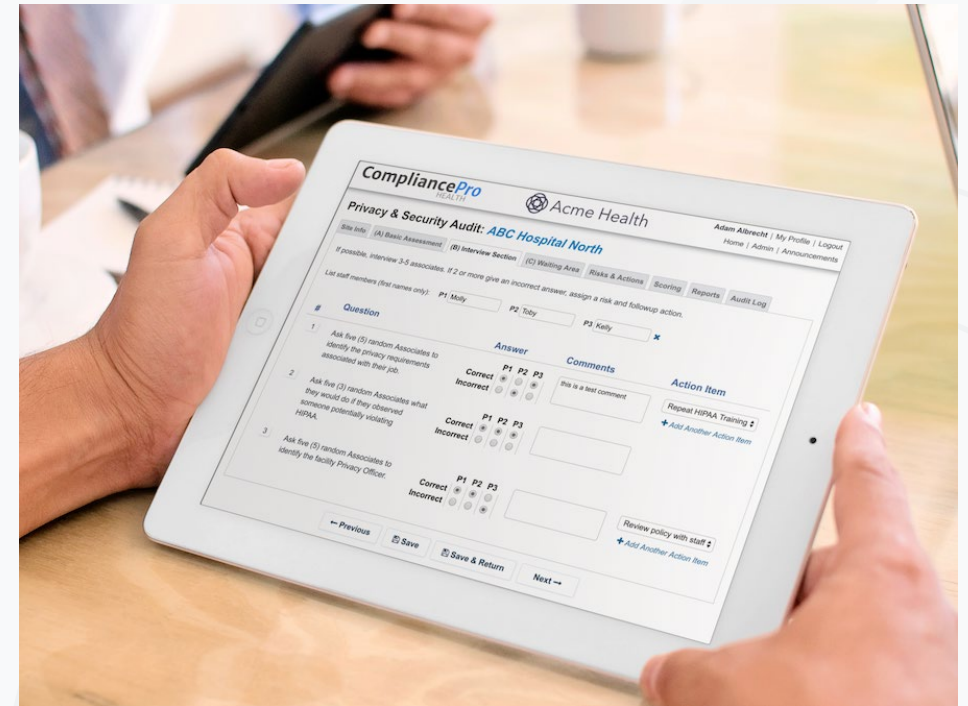 CompliancePro
HEALTH
Acme Health
Adam Albrecht | My Profile | Logout
Home | Admin | Announcements
Privacy & Security Audit: ABC Hospital North
Site Info (A) Basic Assessment (B) Interview Section (C) Waiting Area Risks & Actions Scoring Reports Audit Log
If possible, interview 3-5 associates. If 2 or more give an incorrect answer, assign a risk and followup action.
List staff members (first names only): P1 Molly P2 Toby P3 Kelly
# Question Answer Comments Action Item
1 Ask five (5) random Associates to
identify the privacy requirements
associated with their job.
P1 P2 P3
Correct
Incorrect
this is a test comment
Repeat HIPAA Training
+ Add Another Action Item
2 Ask five (3) random Associates what
they would do if they observed
someone potentially violating
HIPAA.
P1 P2 P3
Correct
Incorrect
3 Ask five (5) random Associates to
identify the facility Privacy Officer.
P1 P2 P3
Correct
Incorrect
Review policy with staff
+ Add Another Action Item
← Previous Save Save & Return Next →